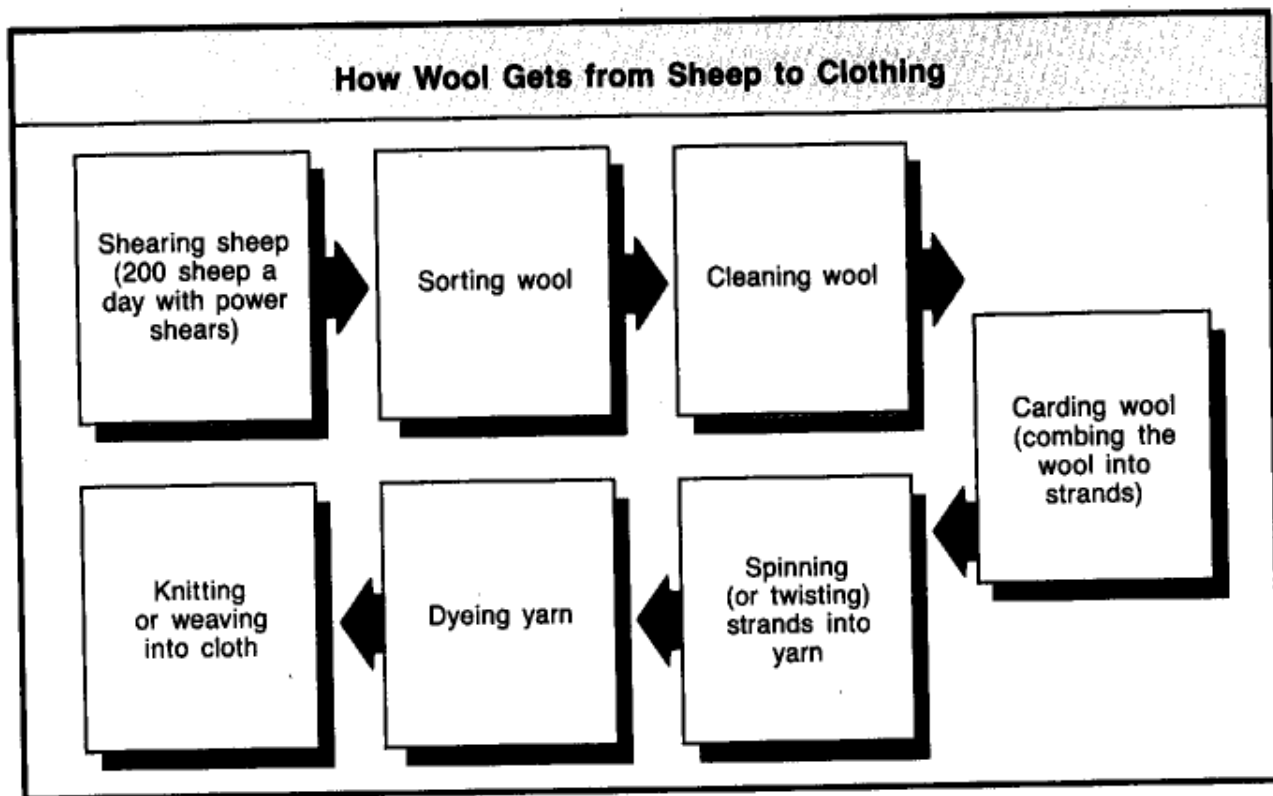 How Wool Gets from Sheep to Clothing
Shearing sheep
(200 sheep a
day with power
shears)
Sorting wool
Cleaning wool
Carding wool
(combing the
wool into
strands)
Spinning
(or twisting)
strands into
yarn
Dyeing yarn
Knitting
or weaving
into cloth